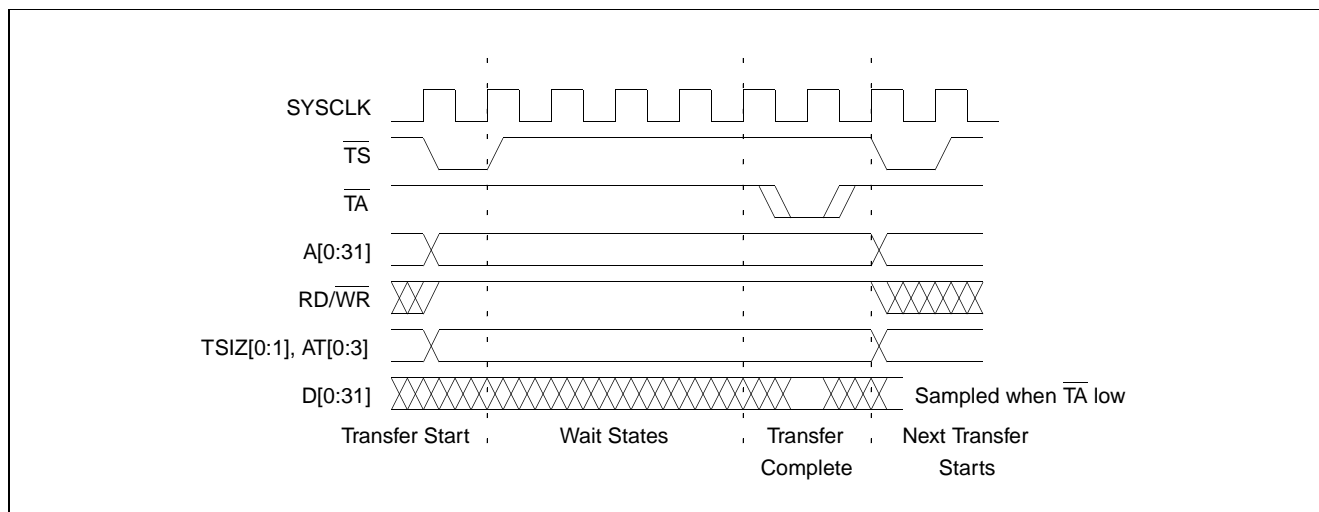 SYSCLK
TS
TA
A[0:31]
RD/WR
TSIZ[0:1], AT[0:3]
D[0:31]
Sampled when TA low
Transfer Start
Wait States
Transfer
Complete
Next Transfer
Starts